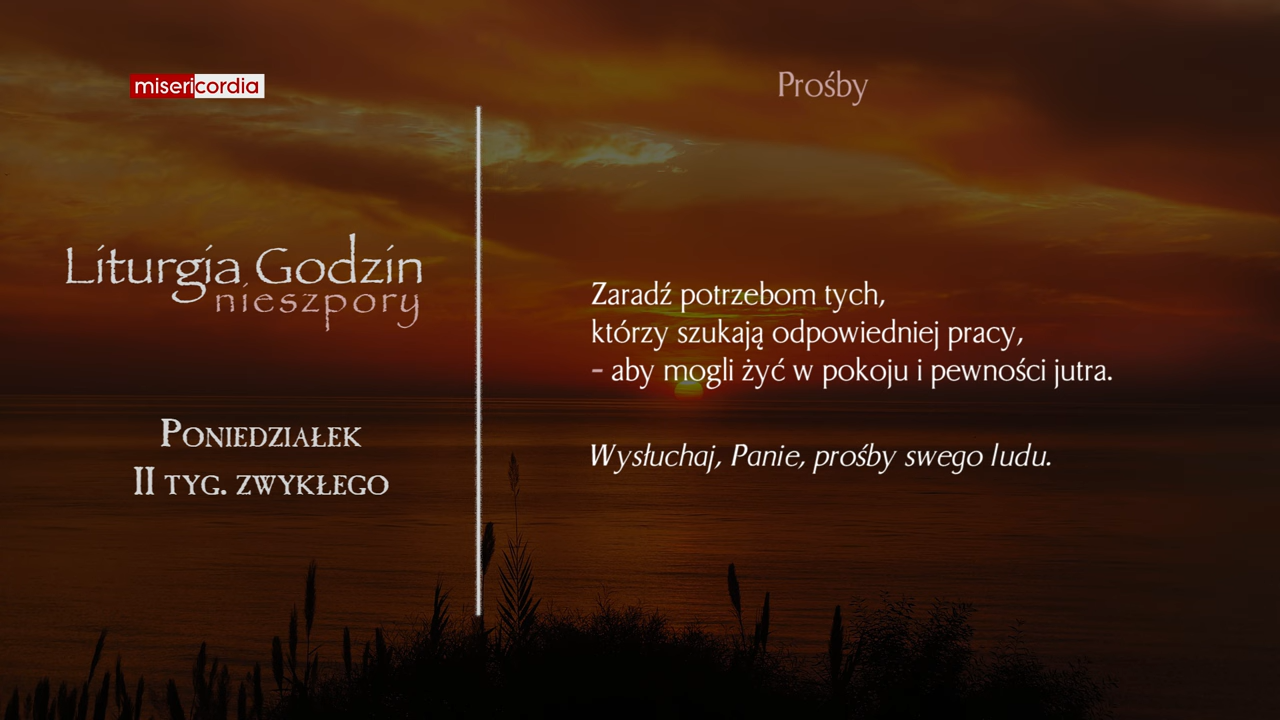 misericordia
Liturgia Godzin
nieszpory
Poniedziałek
II tyg. zwykłego
Prośby
Zaradź potrzebom tych,
którzy szukają odpowiedniej pracy,
- aby mogli żyć w pokoju i pewności jutra.
Wysłuchaj, Panie, prośby swego ludu.